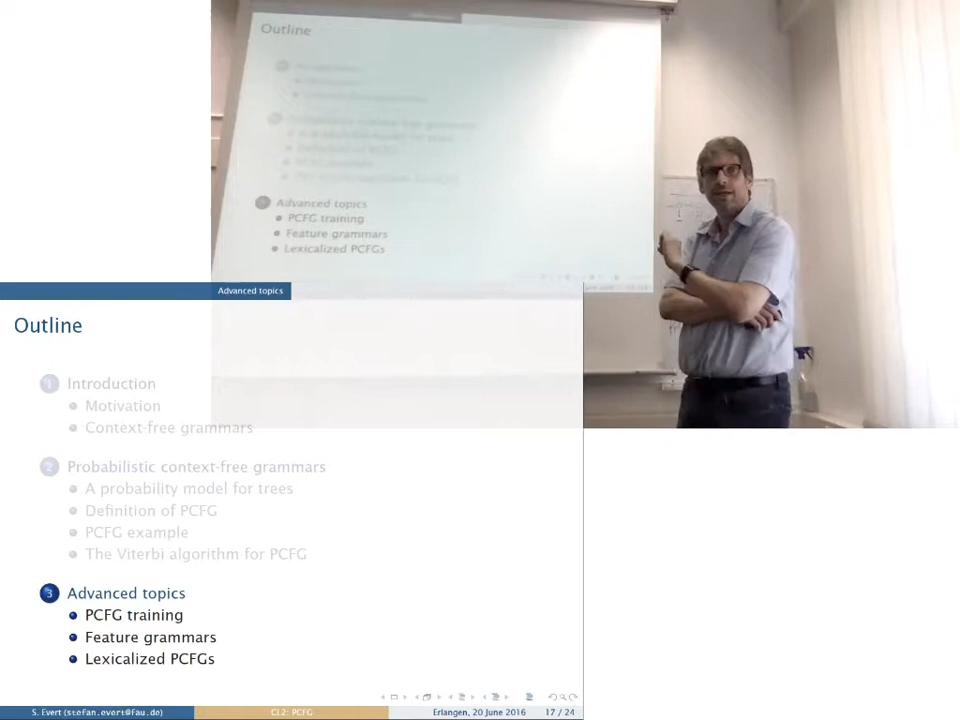 Outline
Advanced topics
PCFG training
Feature grammars
Lexicalized PCFGs
Advanced topics
Outline
1 Introduction
Motivation
Context-free grammars
2 Probabilistic context-free grammars
A probability model for trees
Definition of PCFG
PCFG example
The Viterbi algorithm for PCFG
3 Advanced topics
PCFG training
Feature grammars
Lexicalized PCFGs
S. Evert (stefan.evert@fau.de) CL2: PCFG Erlangen, 20 June 2016 17 / 24